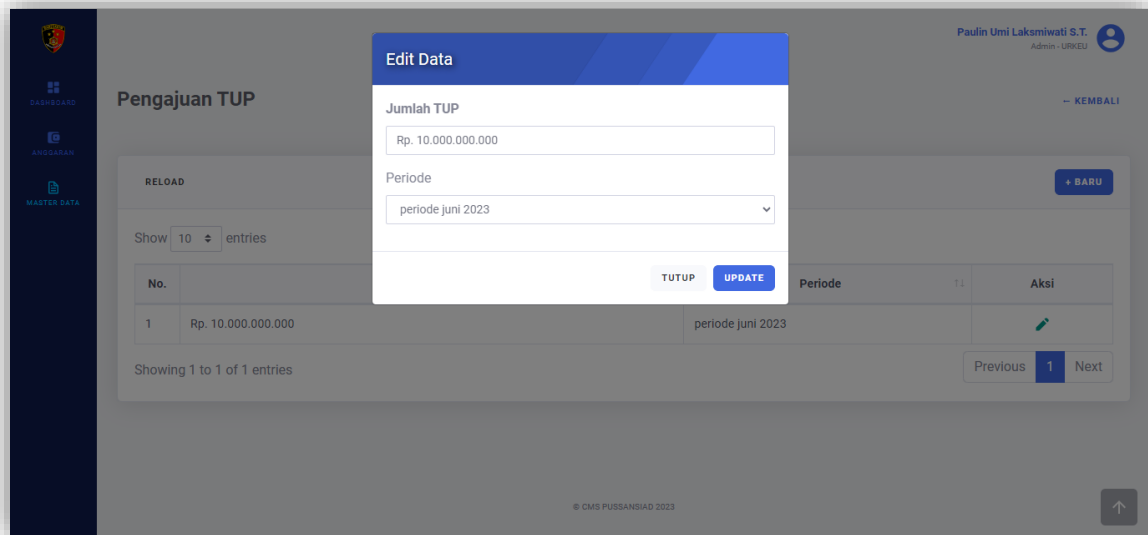 Paulin Umi Laksmiwati S.T.
Admin - URKEU
DASHBOARD
ANGGARAN
MASTER DATA
Pengajuan TUP
← KEMBALI
RELOAD
+ BARU
Show 10 entries
No.
Periode
Aksi
1
Rp. 10.000.000.000
periode juni 2023
Showing 1 to 1 of 1 entries
Previous 1 Next
Edit Data
Jumlah TUP
Rp. 10.000.000.000
Periode
periode juni 2023
TUTUP
UPDATE
© CMS PUSSANSIAD 2023